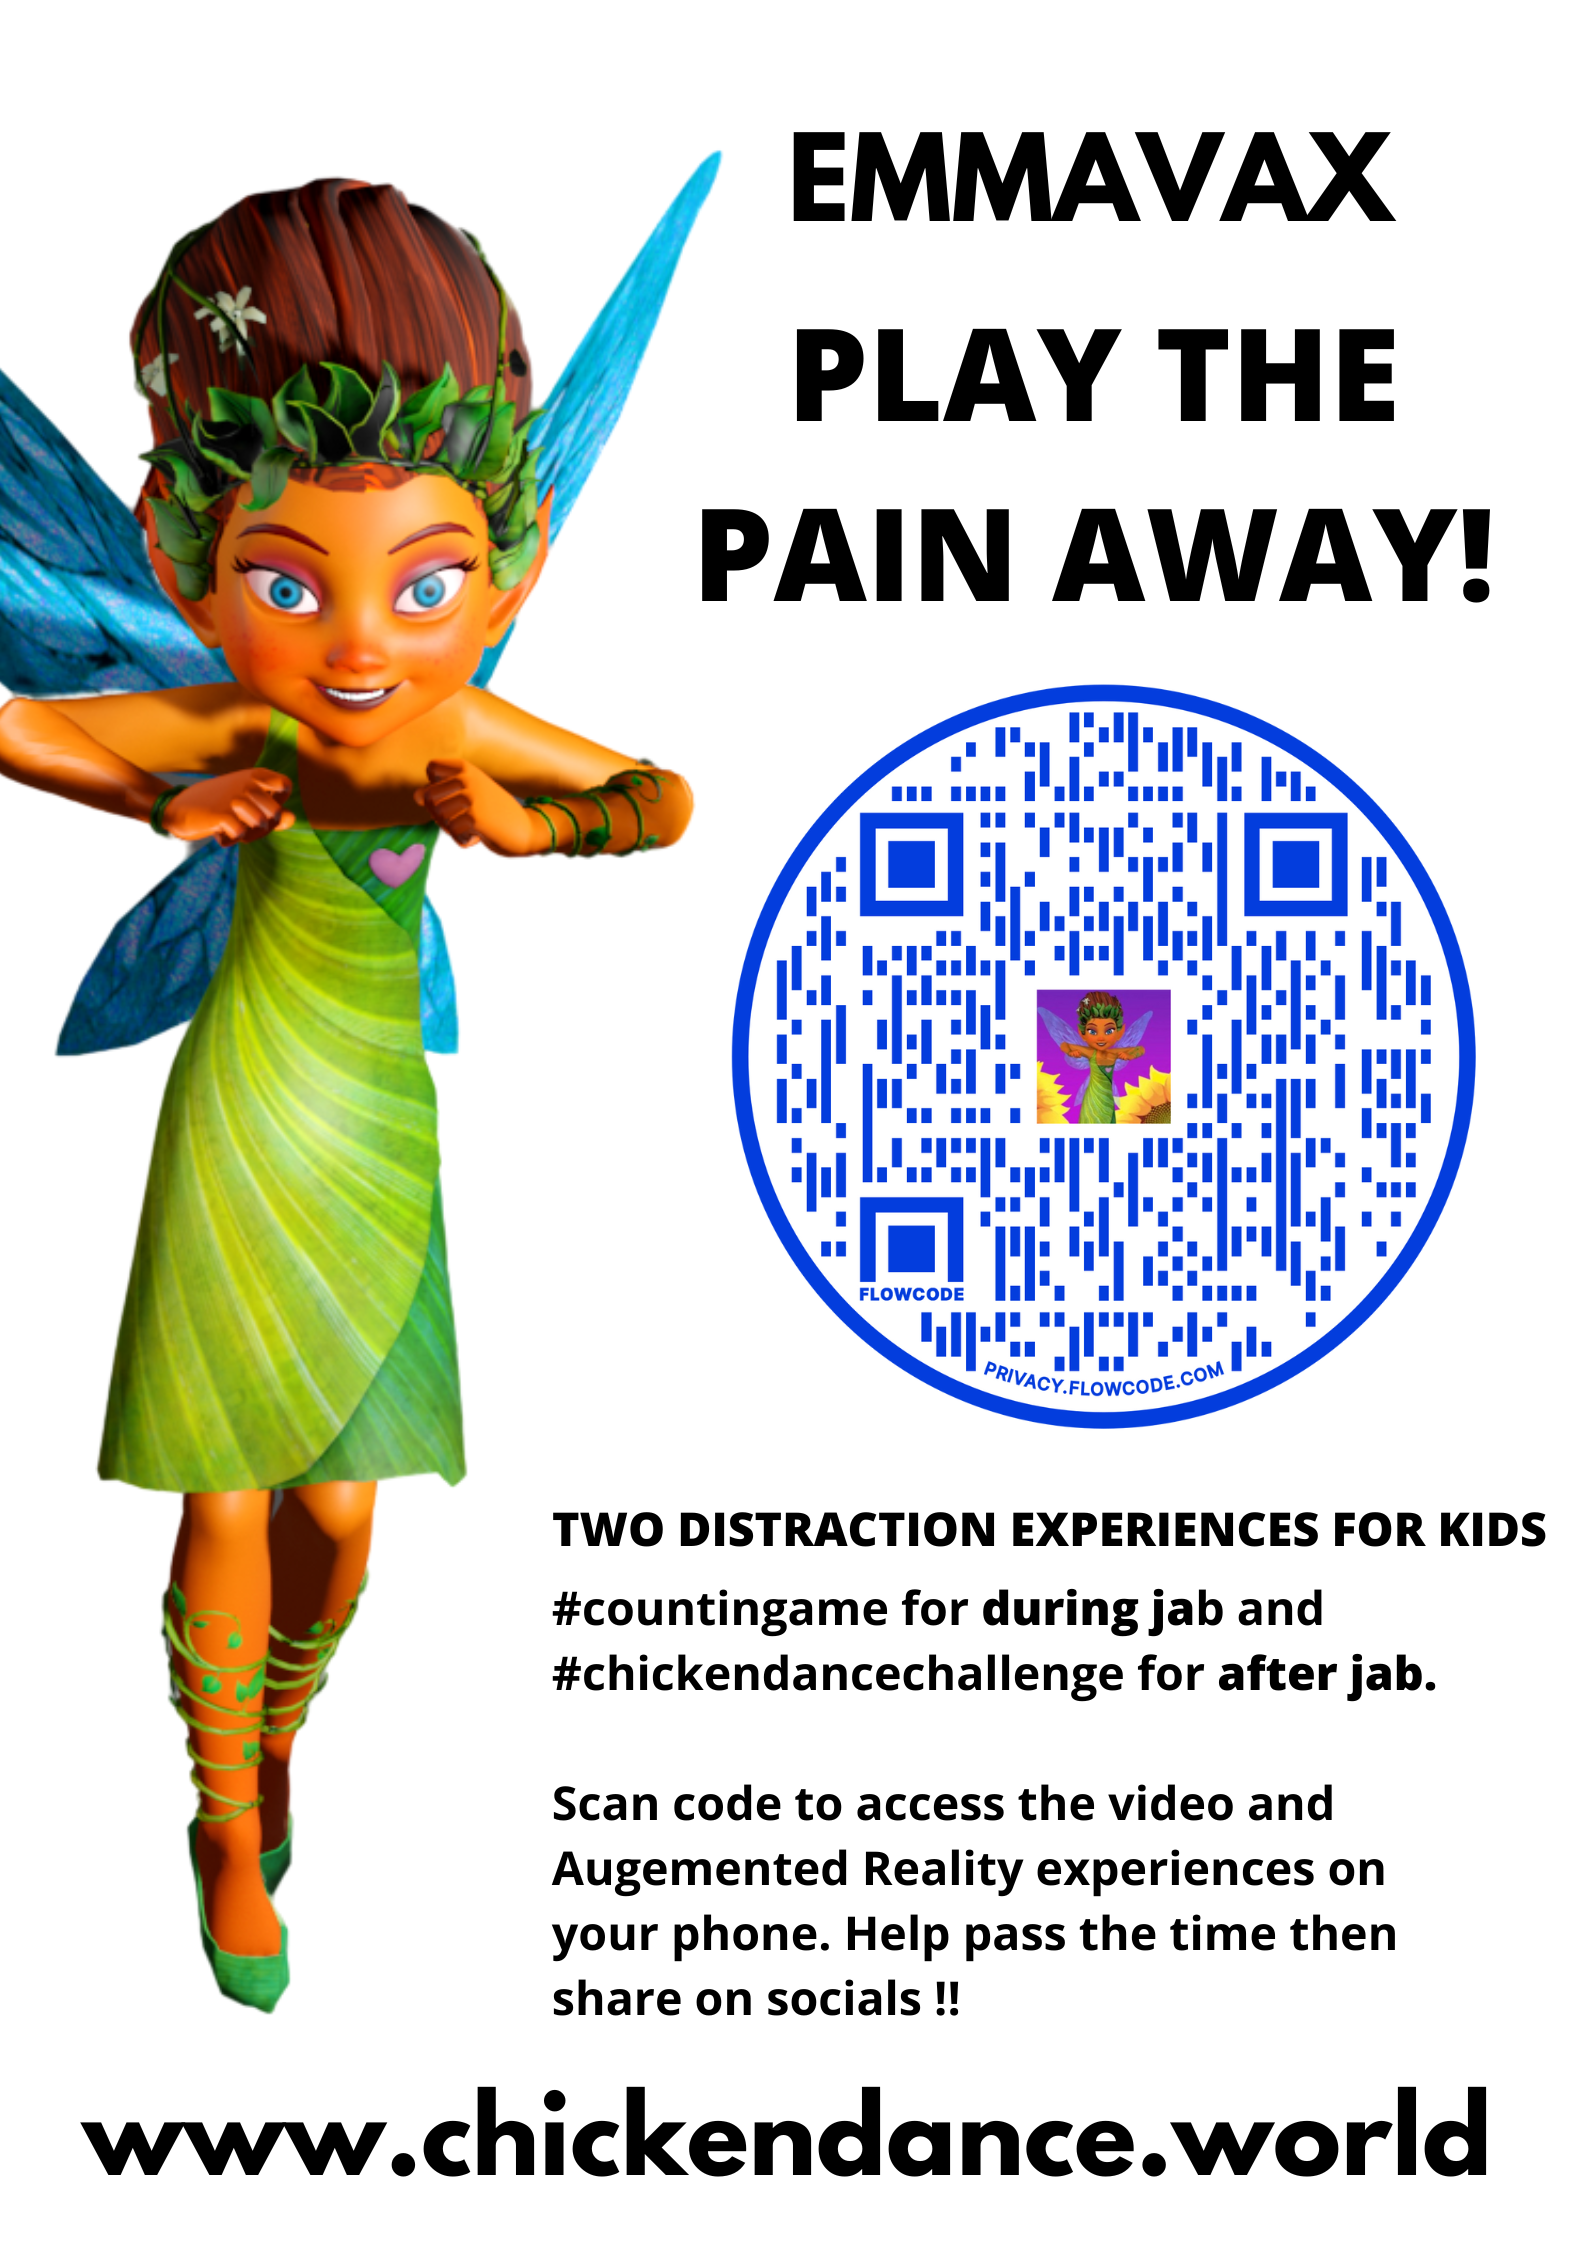 EMMAVAX
PLAY THE
PAIN AWAY!
FLOWCODE
PRIVACY.FLOWCODE.COM
TWO DISTRACTION EXPERIENCES FOR KIDS
#countingame for during jab and
#chickendancechallenge for after jab.
Scan code to access the video and
Augemented Reality experiences on
your phone. Help pass the time then
share on socials !!
www.chickendance.world